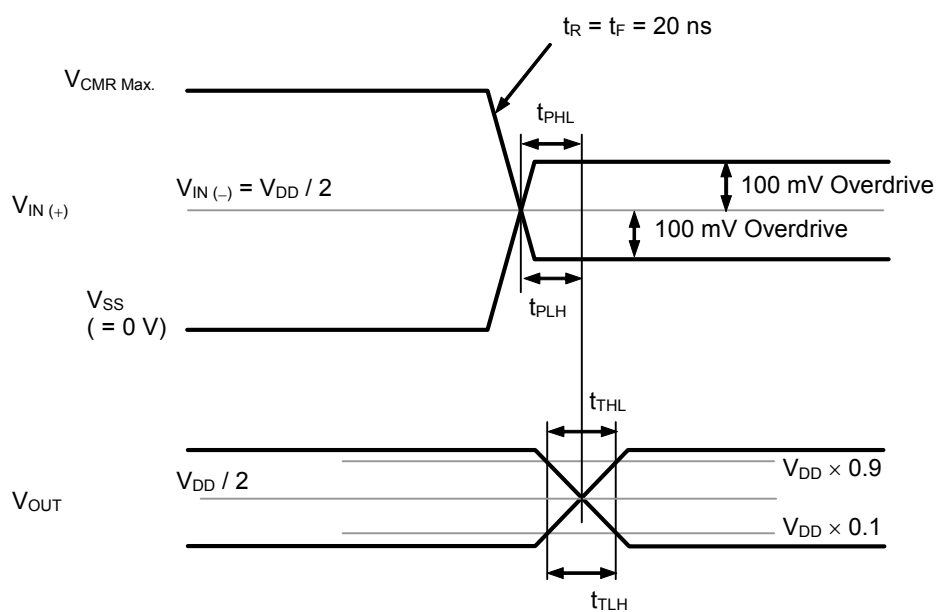 tR = tF = 20 ns
VCMR Max.
tPHL
VIN (–) = VDD / 2
100 mV Overdrive
VIN (+)
100 mV Overdrive
VSS
( = 0 V)
tPLH
tTHL
VDD × 0.9
VDD / 2
VOUT
VDD × 0.1
tTLH